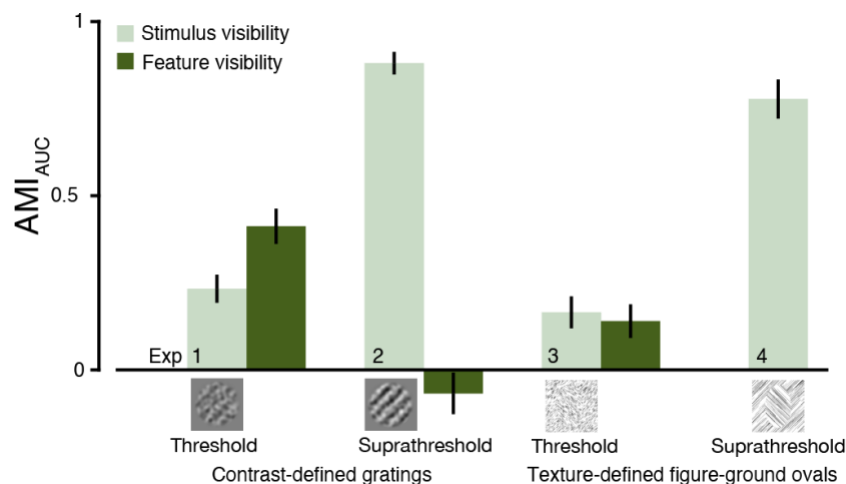 1
Stimulus visibility
Feature visibility
AMI AUC
0.5
Exp 1
2
3
4
0
Threshold
Suprathreshold
Threshold
Suprathreshold
Contrast-defined gratings
Texture-defined figure-ground ovals